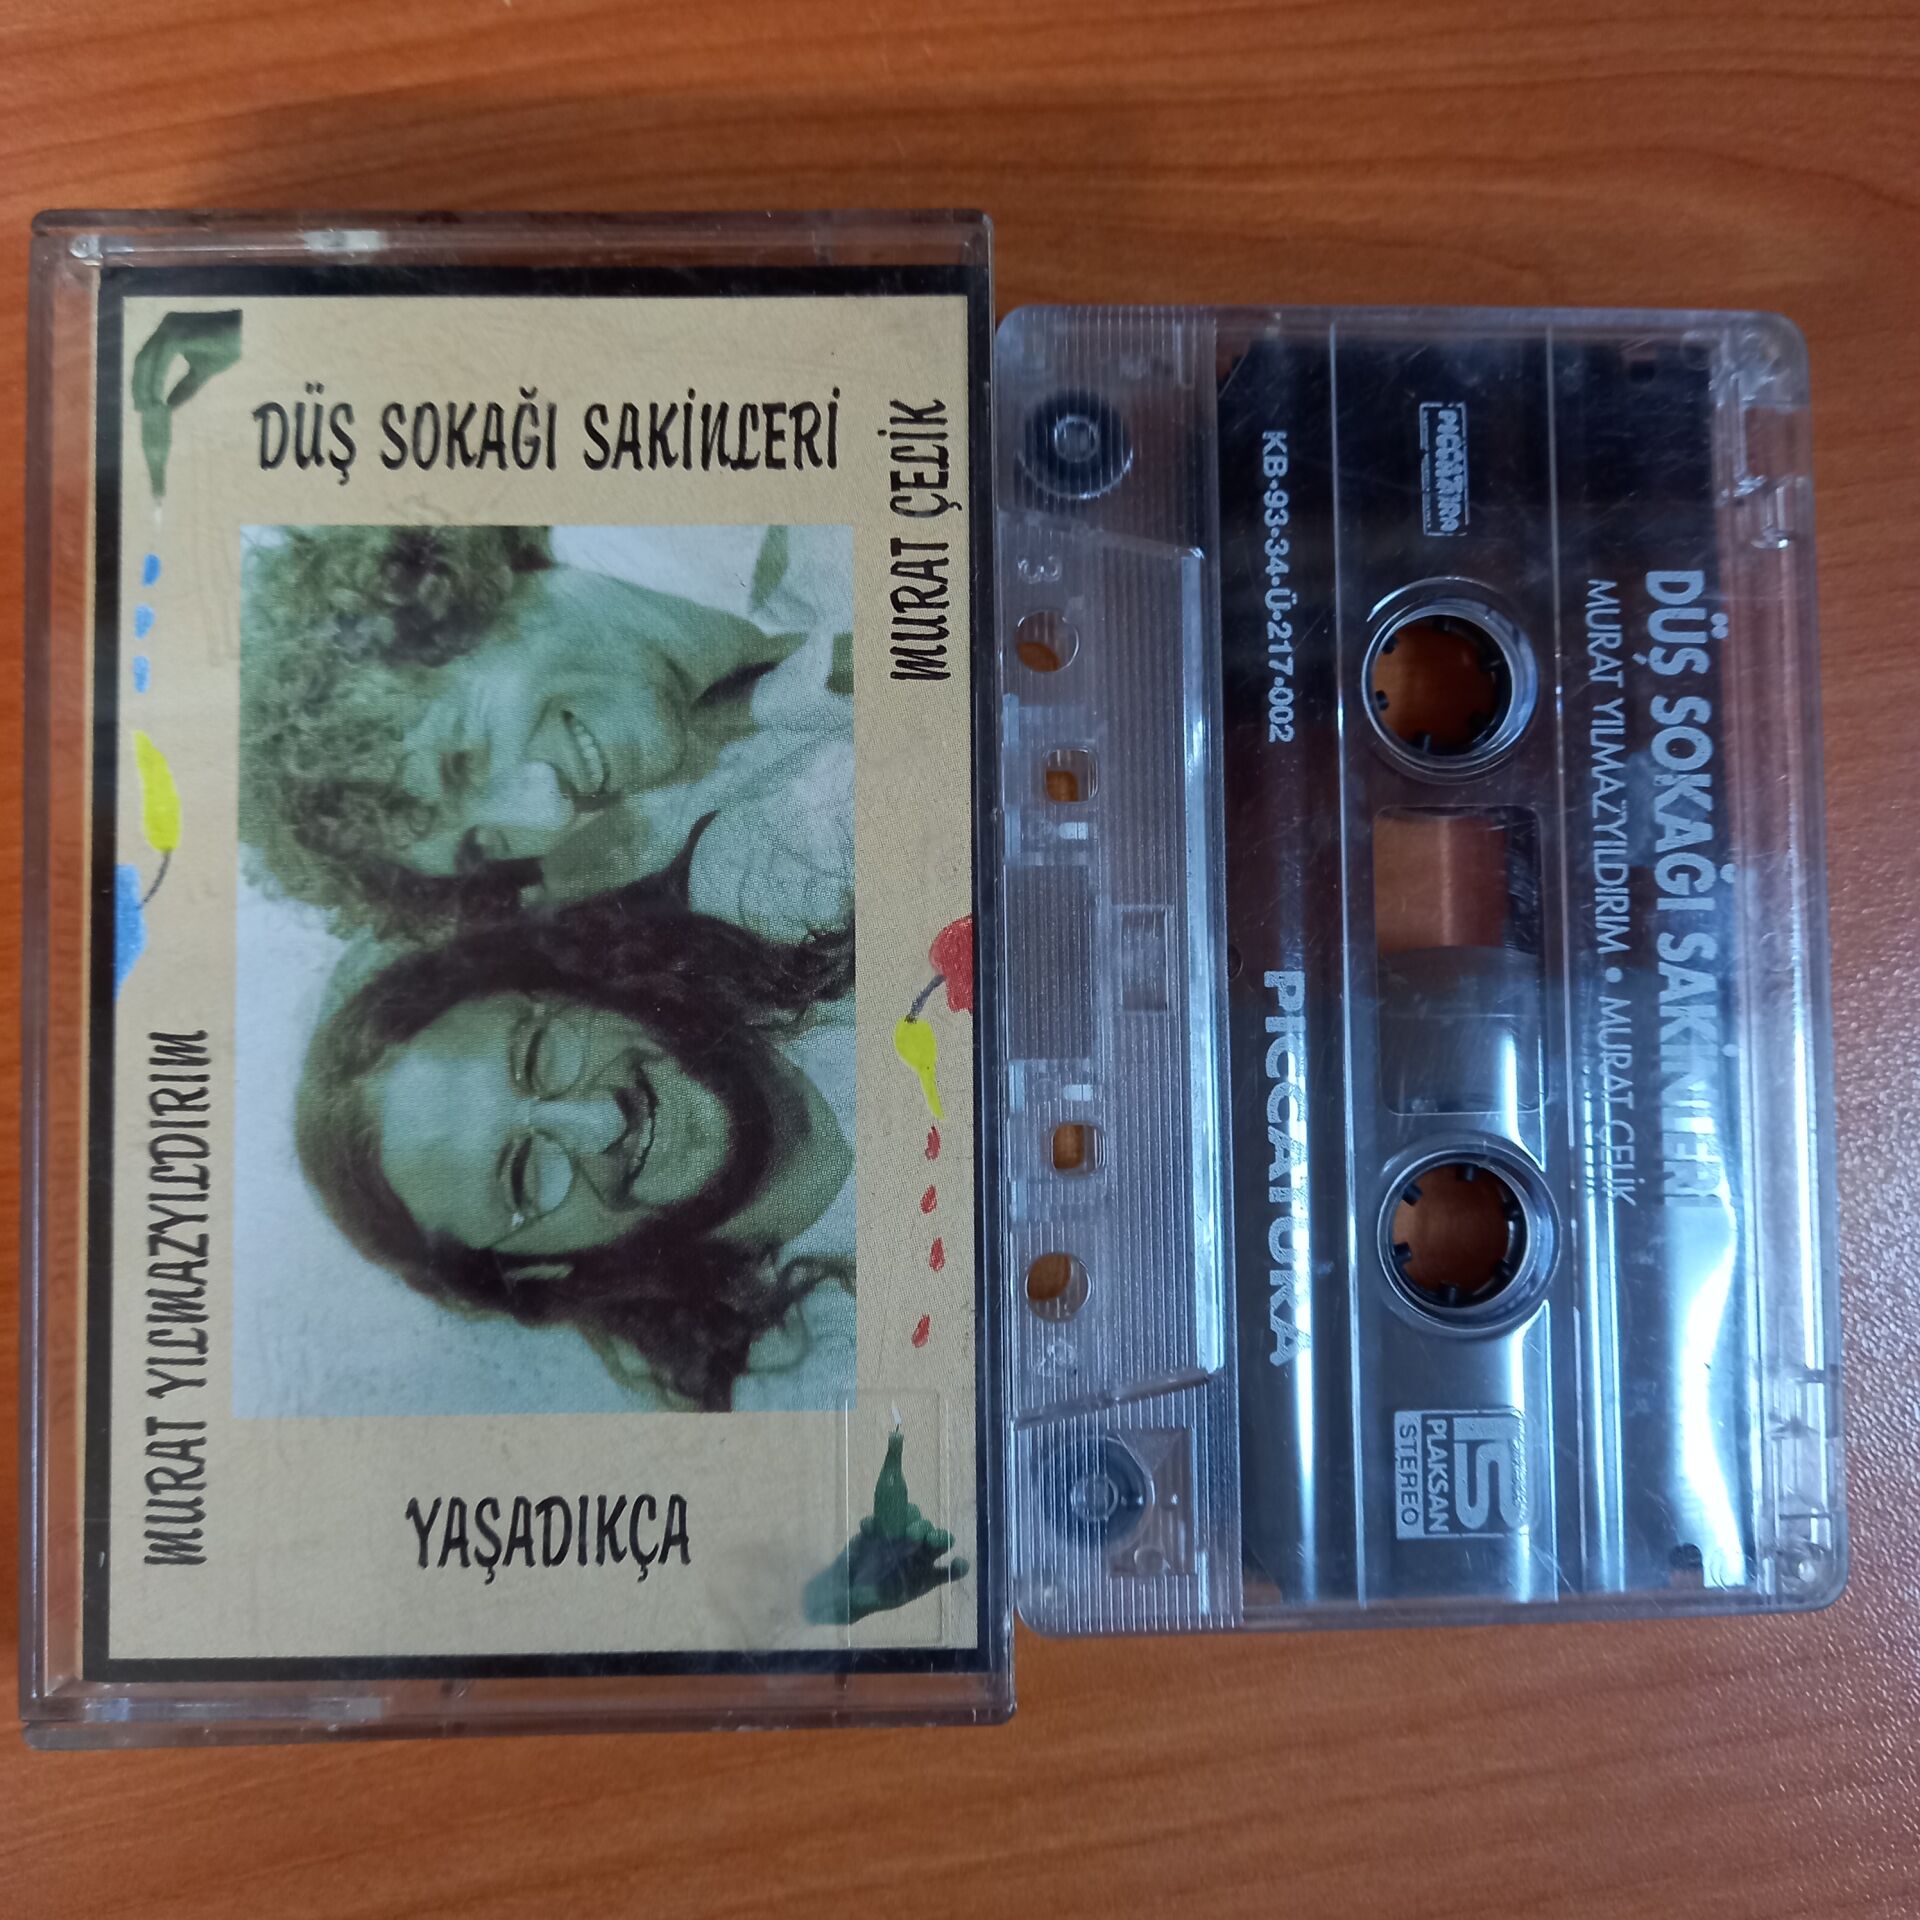 DÜŞ SOKAĞI SAKİNLERİ
MURAT ÇELİK
MURAT YILMAZYILDIRIM
YAŞADIKÇA
DÜŞ SOKAĞI SAKİNLERİ
MURAT YILMAZYILDIRIM • MURAT ÇELİK
PICCATURA
PLAKSAN
STEREO
KB•93•34•Ü•217•002
PICCATURA